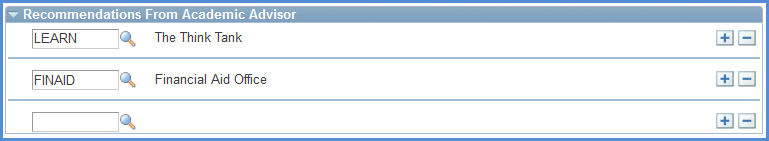 Recommendations From Academic Advisor
LEARN The Think Tank
FINAID Financial Aid Office